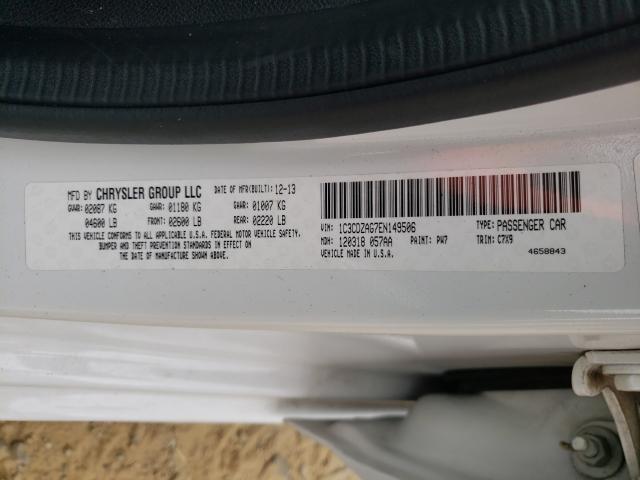 MFD BY CHRYSLER GROUP LLC DATE OF MFR(BUILT): 12-13
GVWR: 02087 KG GAWR: 01180 KG GAWR: 01007 KG
04600 LB FRONT: 02600 LB REAR: 02220 LB
THIS VEHICLE CONFORMS TO ALL APPLICABLE U.S.A. FEDERAL MOTOR VEHICLE SAFETY,
BUMPER AND THEFT PREVENTION STANDARDS IN EFFECT ON
THE DATE OF MANUFACTURE SHOWN ABOVE.
VIN: 1C3CDZAG7EN149506 TYPE: PASSENGER CAR
MDH: 120318 057AA PAINT: PW7 TRIM: C7X9
VEHICLE MADE IN U.S.A. 4658843